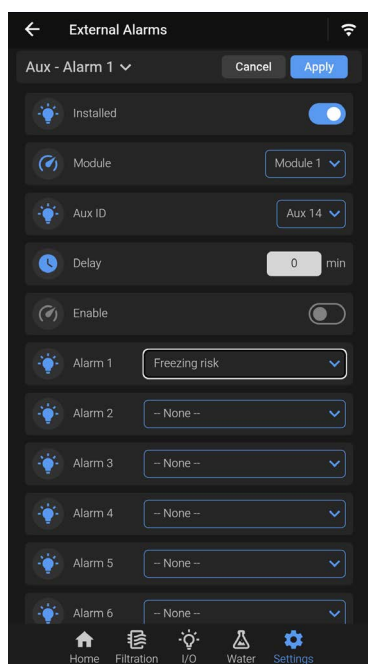 External Alarms
Aux - Alarm 1
Cancel
Apply
Installed
Module
Module 1
Aux ID
Aux 14
Delay
0 min
Enable
Alarm 1
Freezing risk
Alarm 2
-- None --
Alarm 3
-- None --
Alarm 4
-- None --
Alarm 5
-- None --
Alarm 6
-- None --
Home
Filtration
I/O
Water
Settings